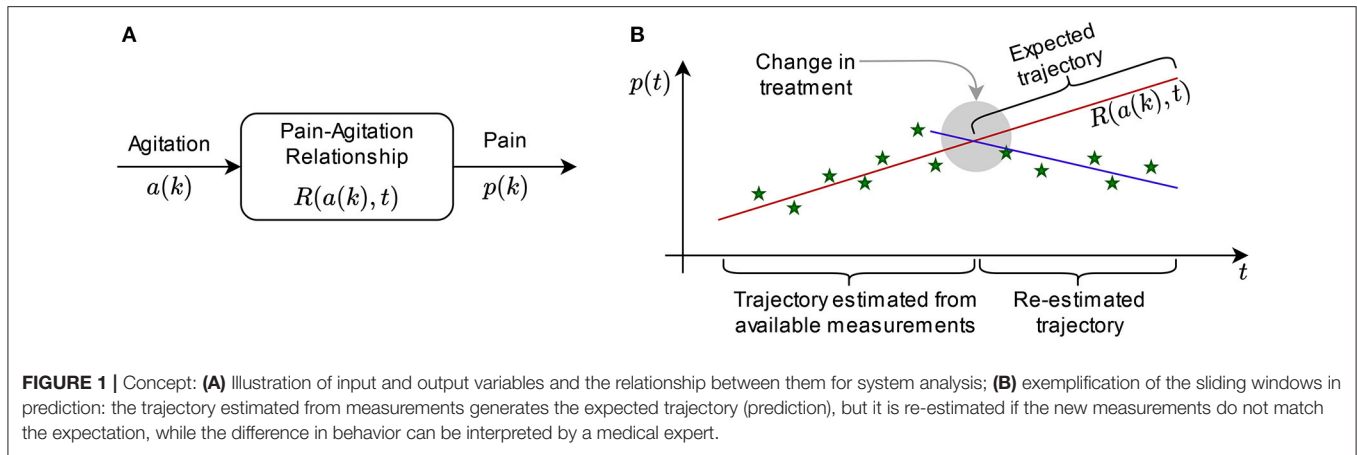 A
Agitation
a(k)
Pain-Agitation
Relationship
R(a(k), t)
Pain
p(k)
B
p(t)
Change in
treatment
Expected
trajectory
R(a(k), t)
t
Trajectory estimated from
available measurements
Re-estimated
trajectory
FIGURE 1 | Concept: (A) Illustration of input and output variables and the relationship between them for system analysis; (B) exemplification of the sliding windows in
prediction: the trajectory estimated from measurements generates the expected trajectory (prediction), but it is re-estimated if the new measurements do not match
the expectation, while the difference in behavior can be interpreted by a medical expert.